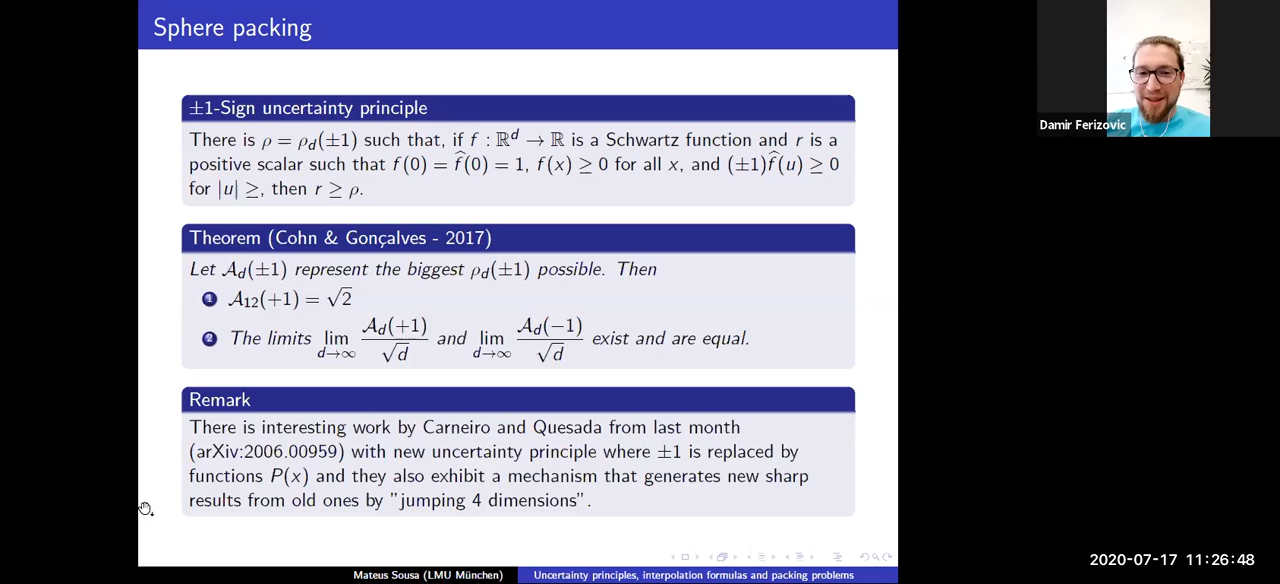 Sphere packing
±1-Sign uncertainty principle
There is ρ = ρ_d(±1) such that, if f : ℝ^d → ℝ is a Schwartz function and r is a
positive scalar such that f(0) = f̂(0) = 1, f(x) ≥ 0 for all x, and (±1)f̂(u) ≥ 0
for |u| ≥, then r ≥ ρ.
Theorem (Cohn & Gonçalves - 2017)
Let 𝒜_d(±1) represent the biggest ρ_d(±1) possible. Then
1 𝒜_12(+1) = √2
2 The limits lim_{d→∞} 𝒜_d(+1)/√d and lim_{d→∞} 𝒜_d(−1)/√d exist and are equal.
Remark
There is interesting work by Carneiro and Quesada from last month
(arXiv:2006.00959) with new uncertainty principle where ±1 is replaced by
functions P(x) and they also exhibit a mechanism that generates new sharp
results from old ones by "jumping 4 dimensions".
Mateus Sousa (LMU München) Uncertainty principles, interpolation formulas and packing problems
Damir Ferizovic
2020-07-17 11:26:48